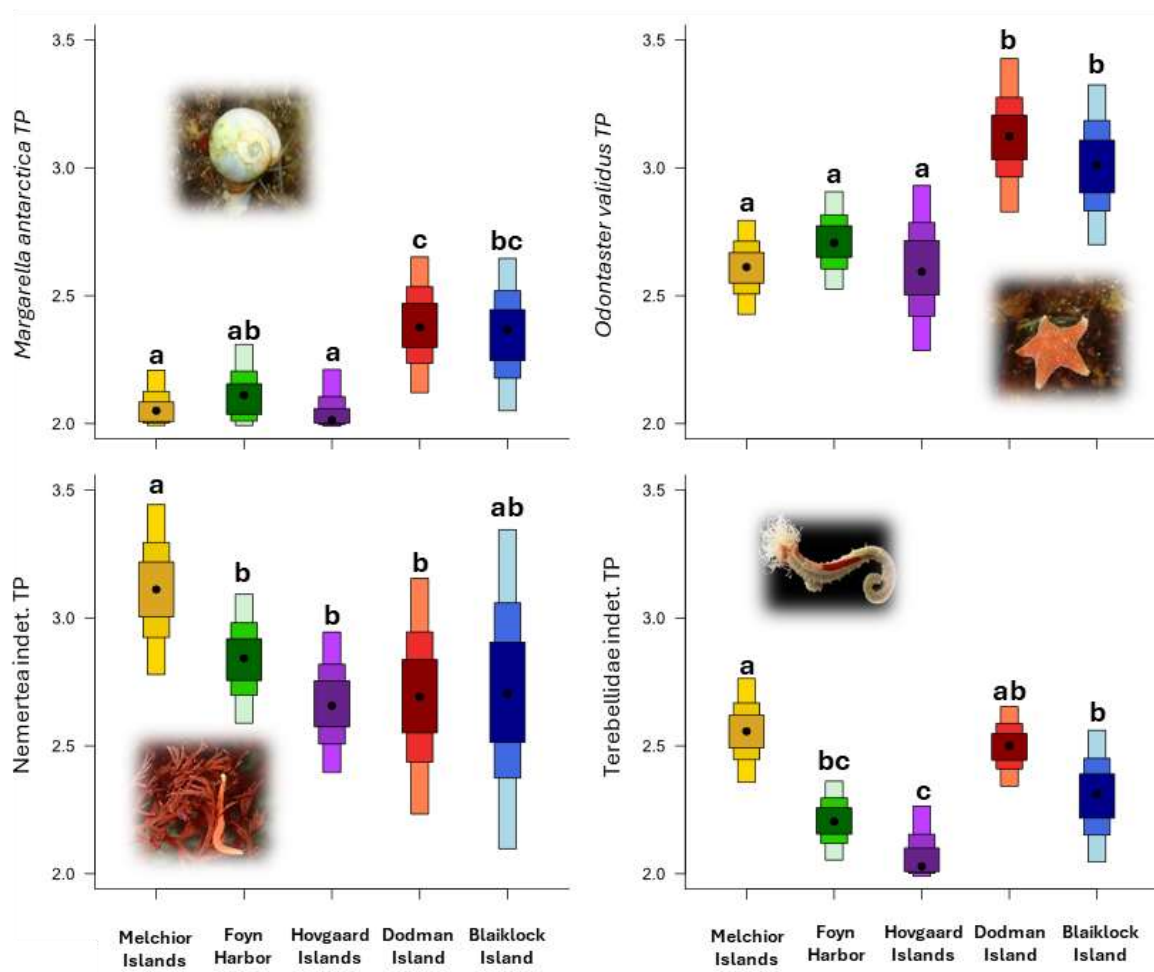 3.5
3.0
2.5
2.0
Margarella antarctica TP
a
ab
a
c
bc
3.5
3.0
2.5
2.0
Odontaster validus TP
a
a
a
b
b
3.5
3.0
2.5
2.0
Nemertea indet. TP
a
b
b
b
ab
3.5
3.0
2.5
2.0
Terebellidae indet. TP
a
bc
c
ab
b
Melchior
Islands
Foyn
Harbor
Hovgaard
Islands
Dodman
Island
Blaiklock
Island
Melchior
Islands
Foyn
Harbor
Hovgaard
Islands
Dodman
Island
Blaiklock
Island